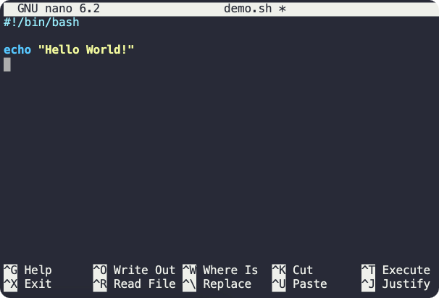 GNU nano 6.2 demo.sh *
#!/bin/bash
echo "Hello World!"
^G Help ^O Write Out ^W Where Is ^K Cut ^T Execute
^X Exit ^R Read File ^\ Replace ^U Paste ^J Justify